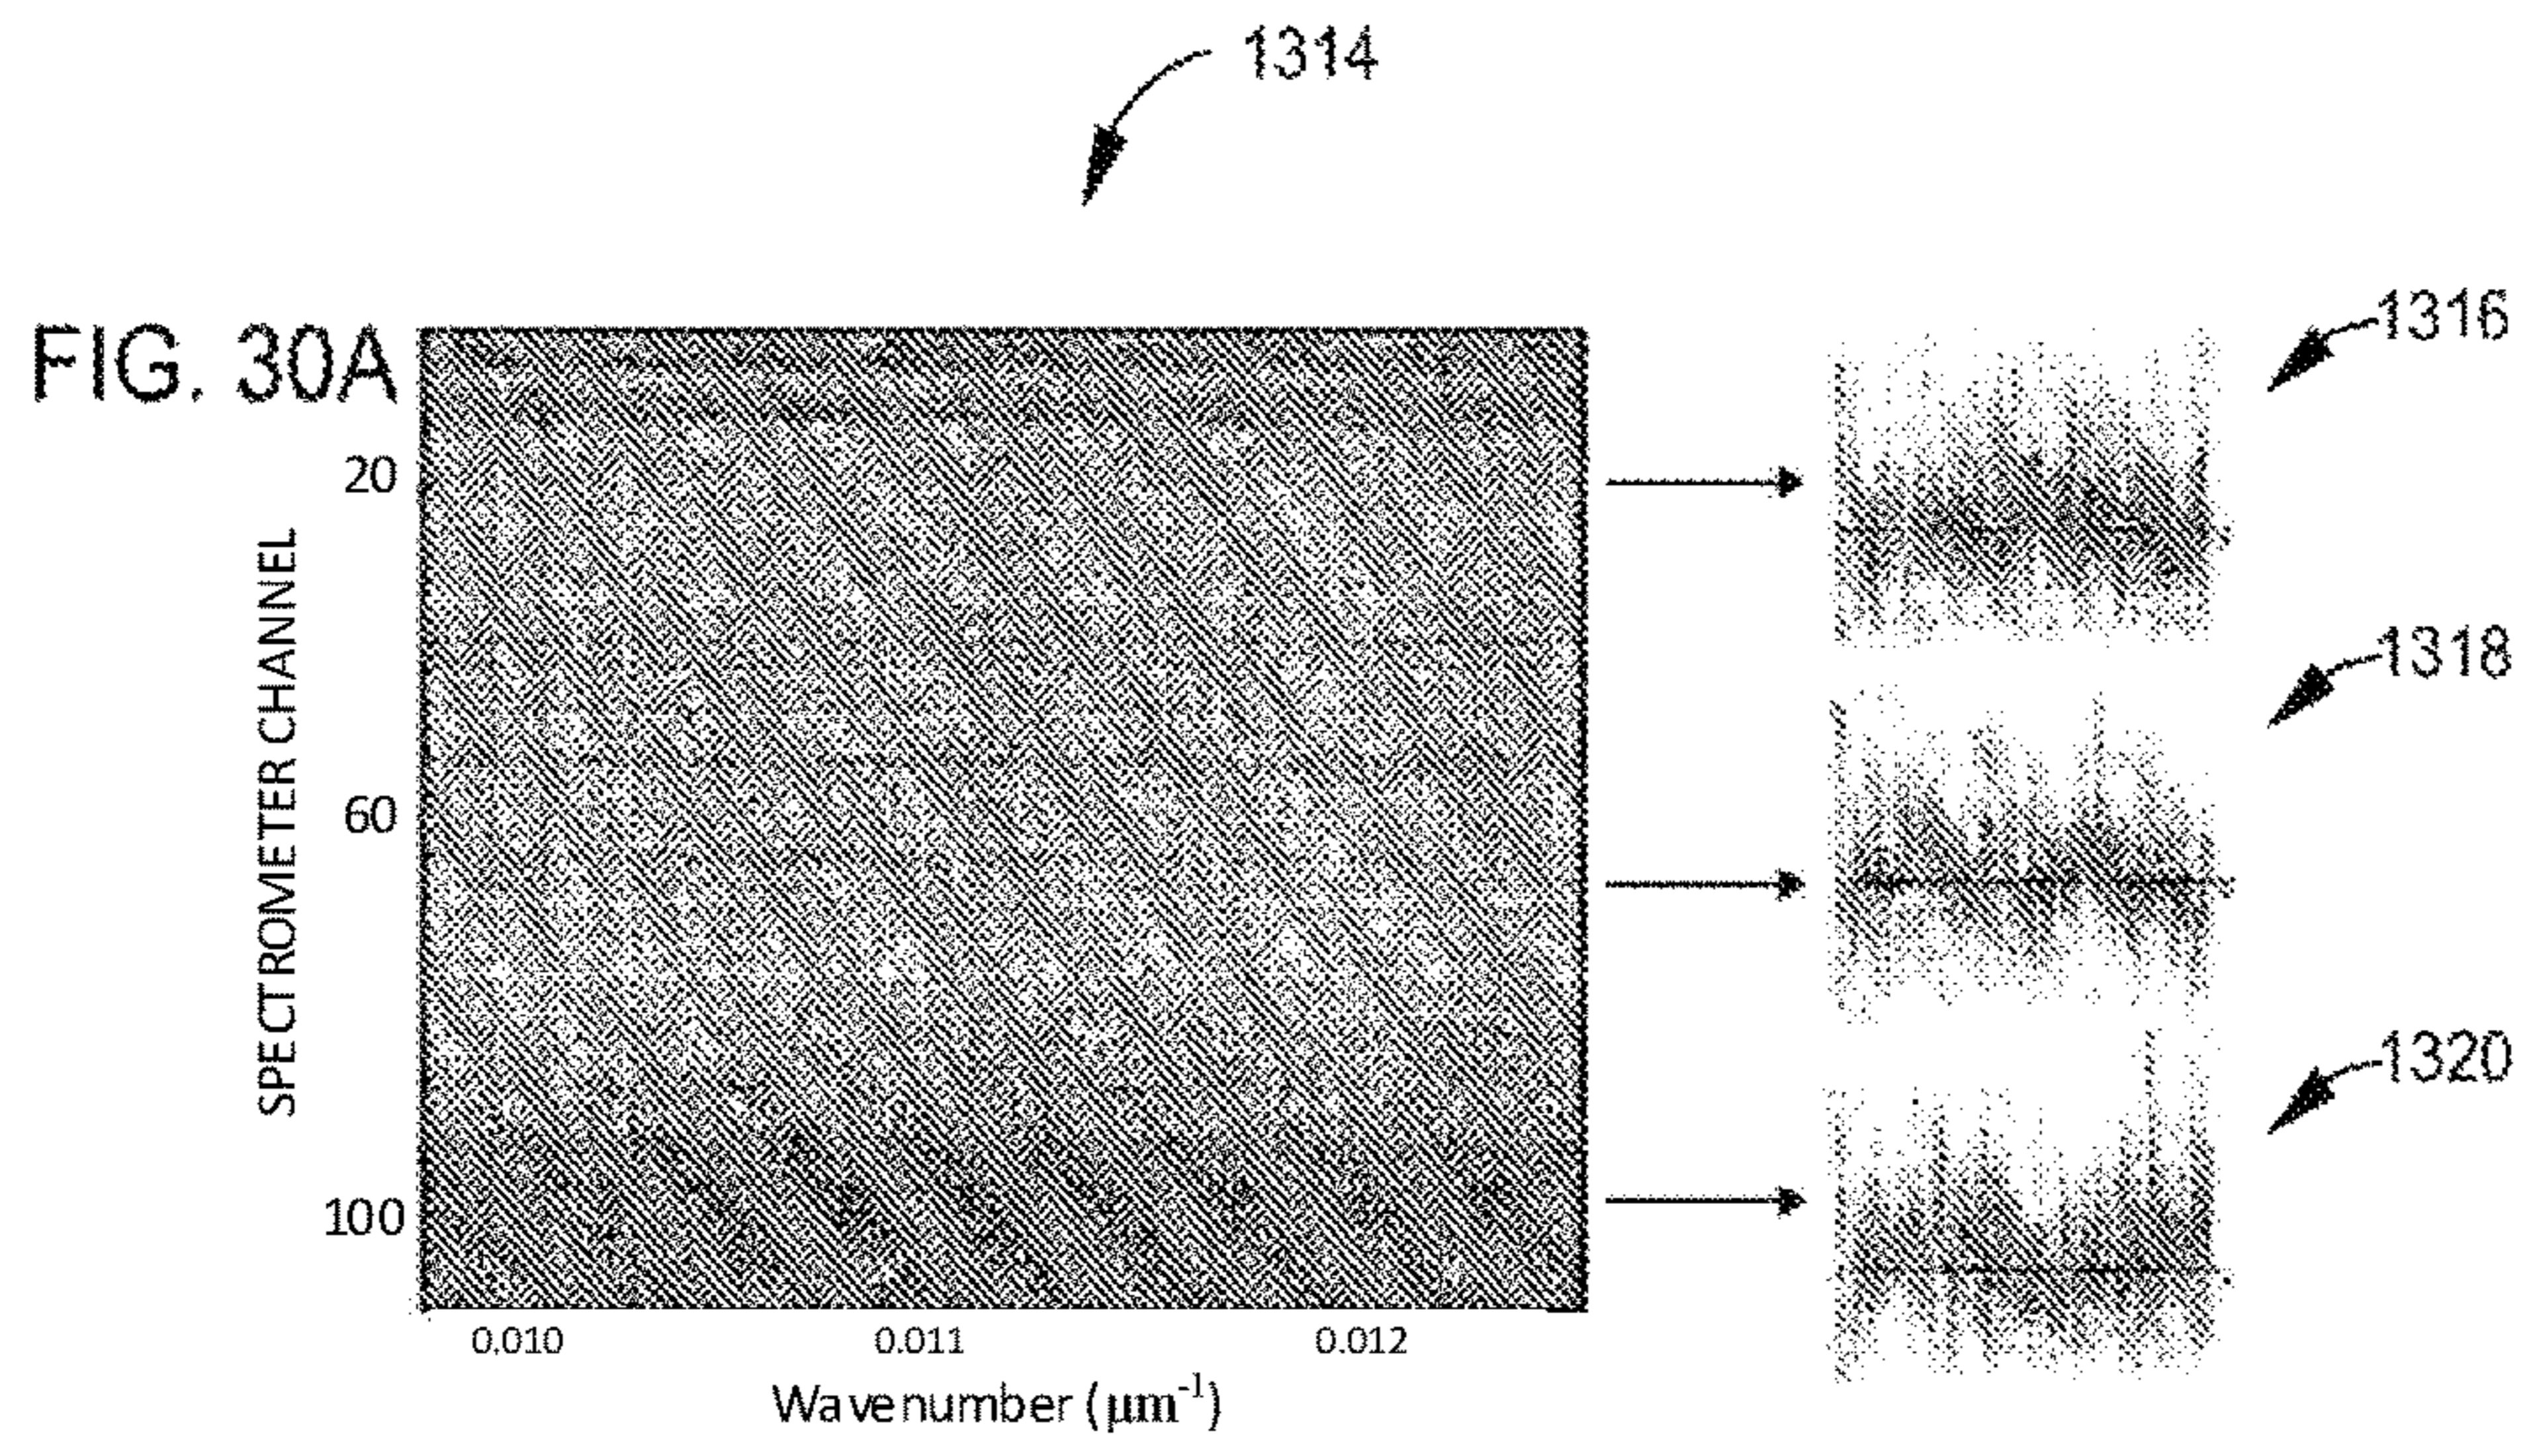 1314
1316
FIG. 30A
20
1318
SPECTROMETER CHANNEL
60
1320
100
0.010 0.011 0.012
Wavenumber (μm⁻¹)